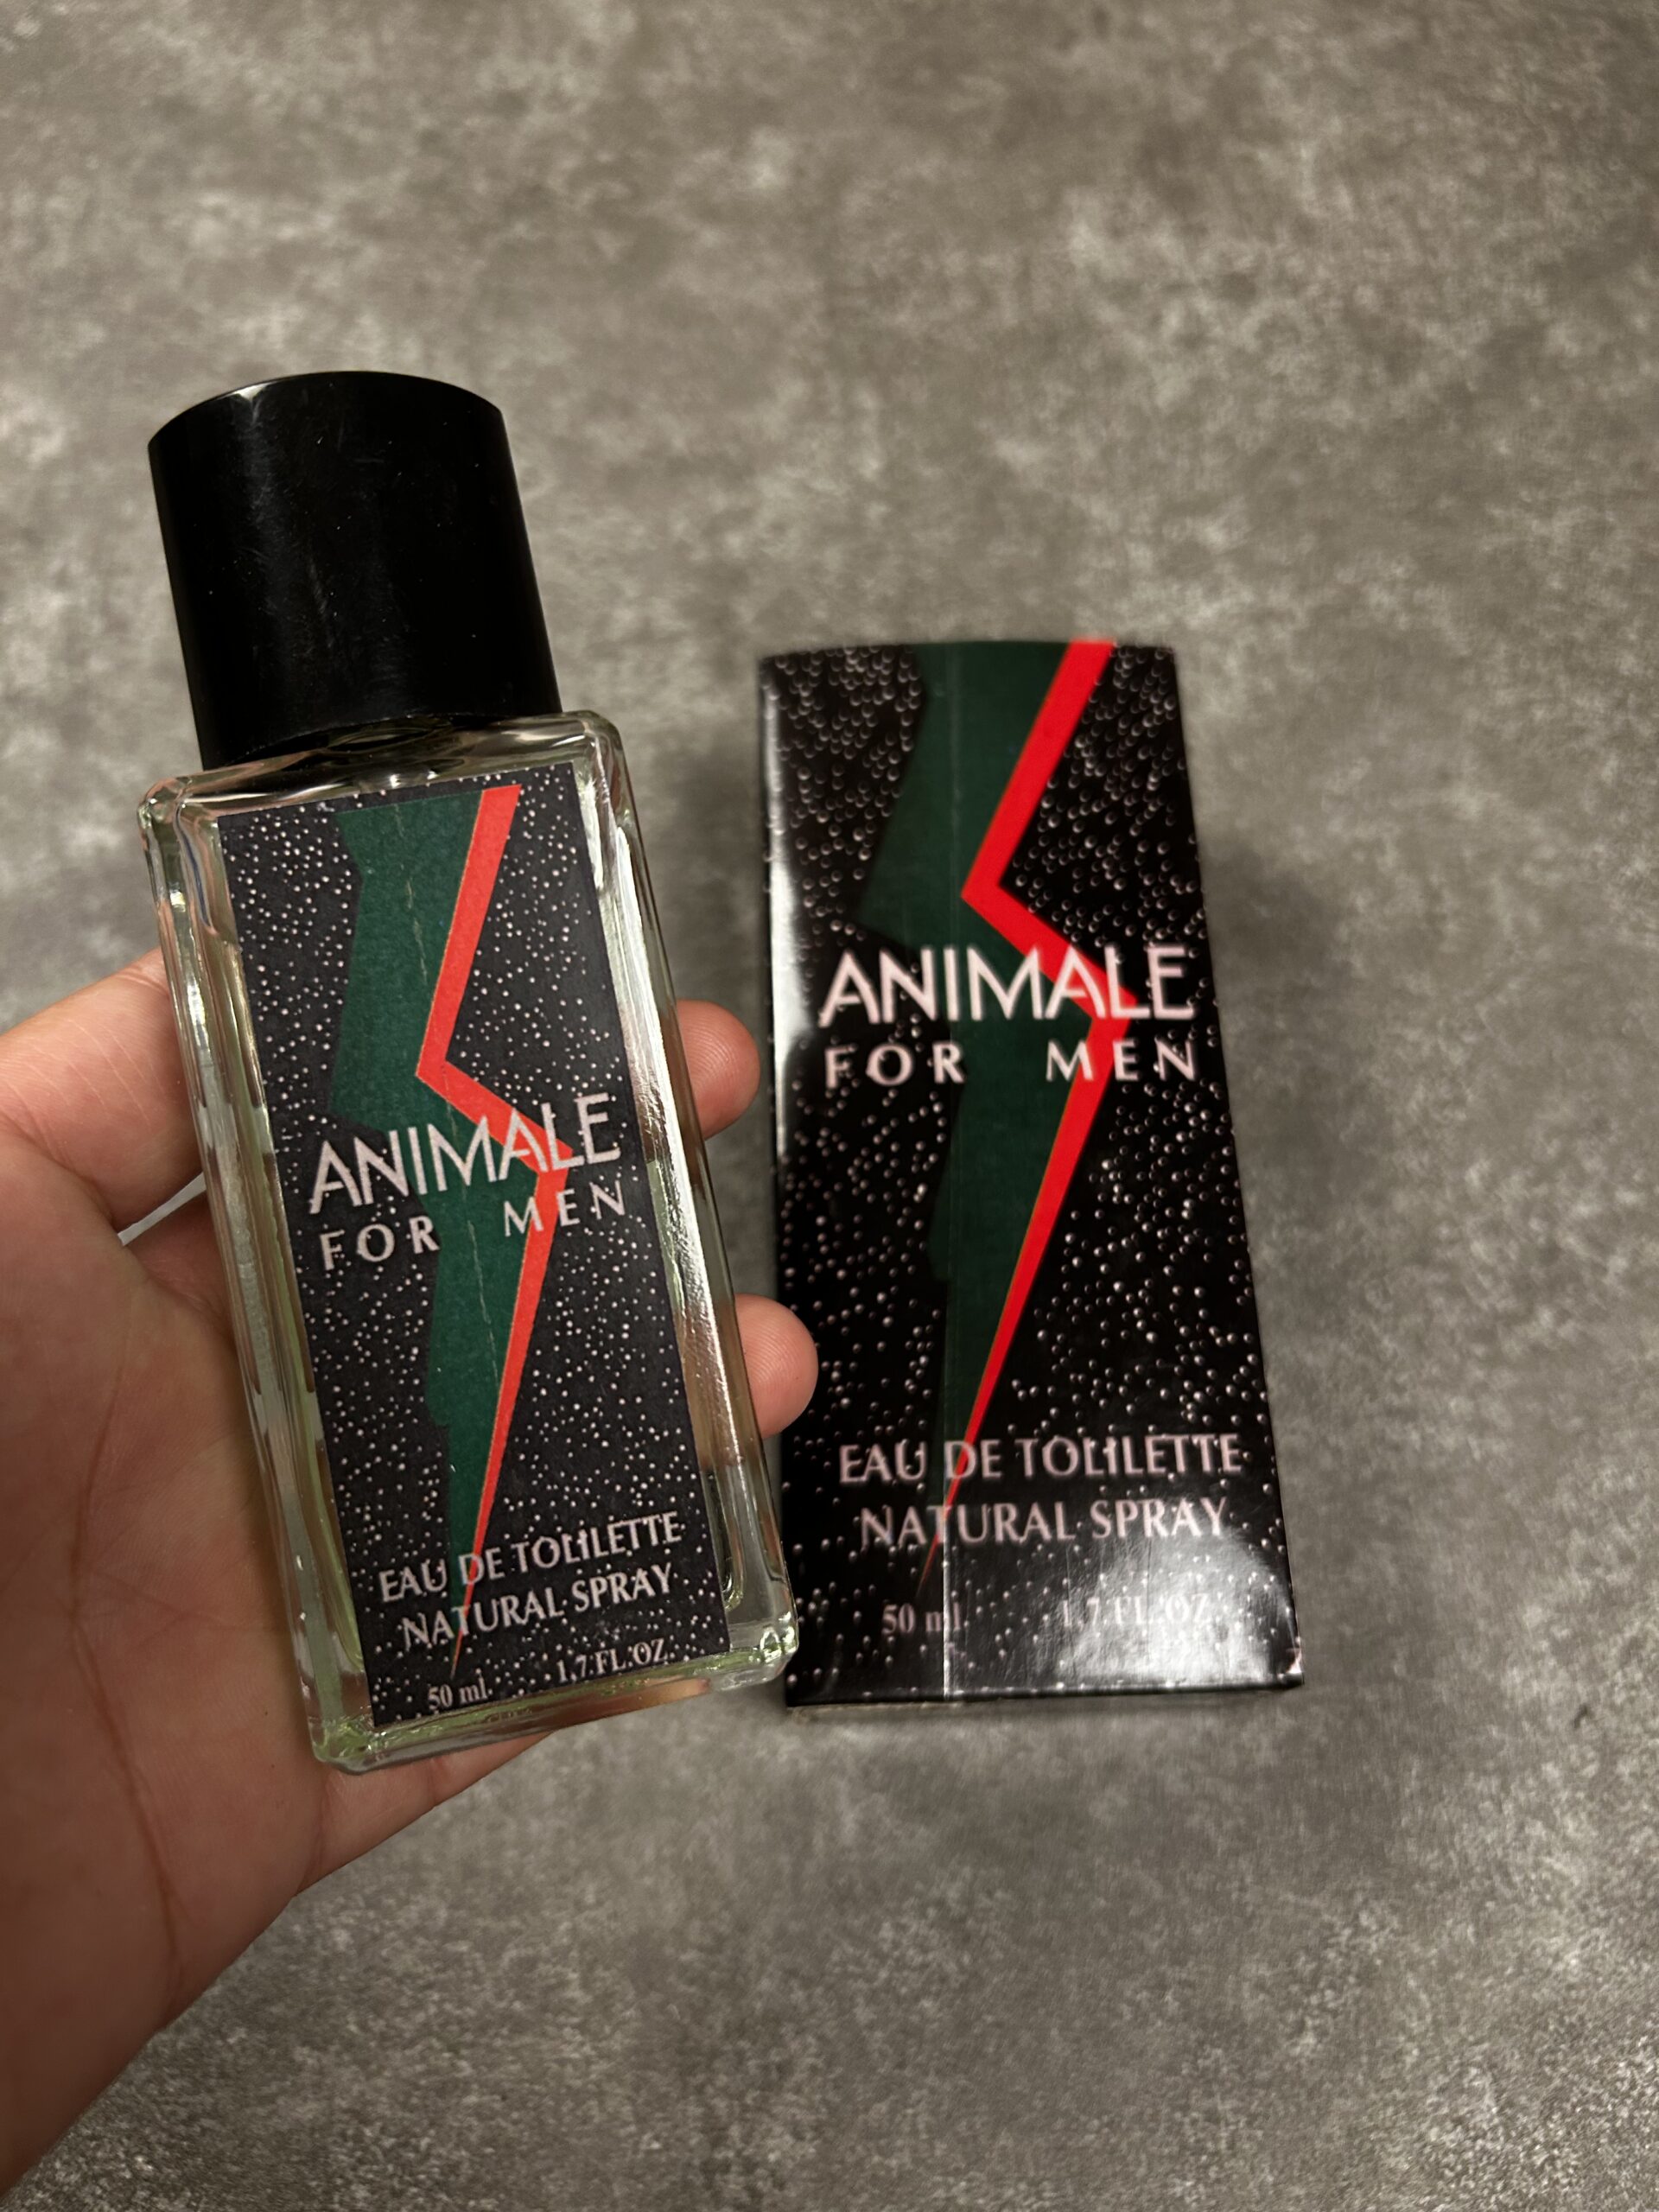 ANIMALE
FOR MEN
EAU DE TOLILETTE
NATURAL SPRAY
50 ml 1.7 FL.OZ.
ANIMALE
FOR MEN
EAU DE TOLILETTE
NATURAL SPRAY
50 ml 1.7 FL.OZ.